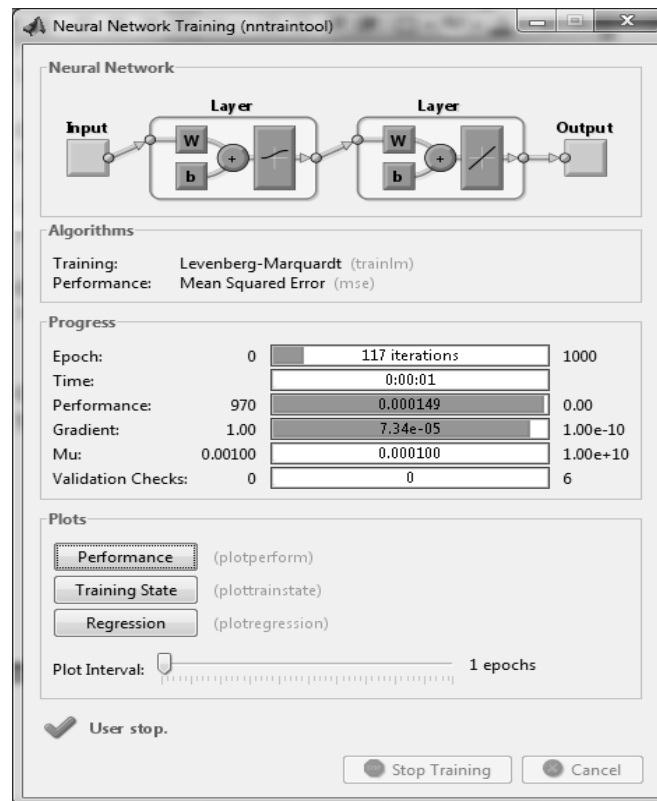 Neural Network Training (nntraintool)
Neural Network
Layer Layer
Input Output
W W
+ +
b b
Algorithms
Training: Levenberg-Marquardt (trainlm)
Performance: Mean Squared Error (mse)
Progress
Epoch: 0 117 iterations 1000
Time: 0:00:01
Performance: 970 0.000149 0.00
Gradient: 1.00 7.34e-05 1.00e-10
Mu: 0.00100 0.000100 1.00e+10
Validation Checks: 0 0 6
Plots
Performance (plotperform)
Training State (plottrainstate)
Regression (plotregression)
Plot Interval: 1 epochs
User stop.
Stop Training Cancel